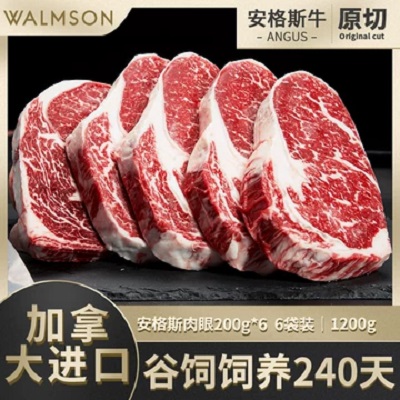 WALMSON
安格斯牛
- ANGUS -
原切
Original cut
加拿
大进口
安格斯肉眼200g*6 6袋装 | 1200g
谷饲饲养240天